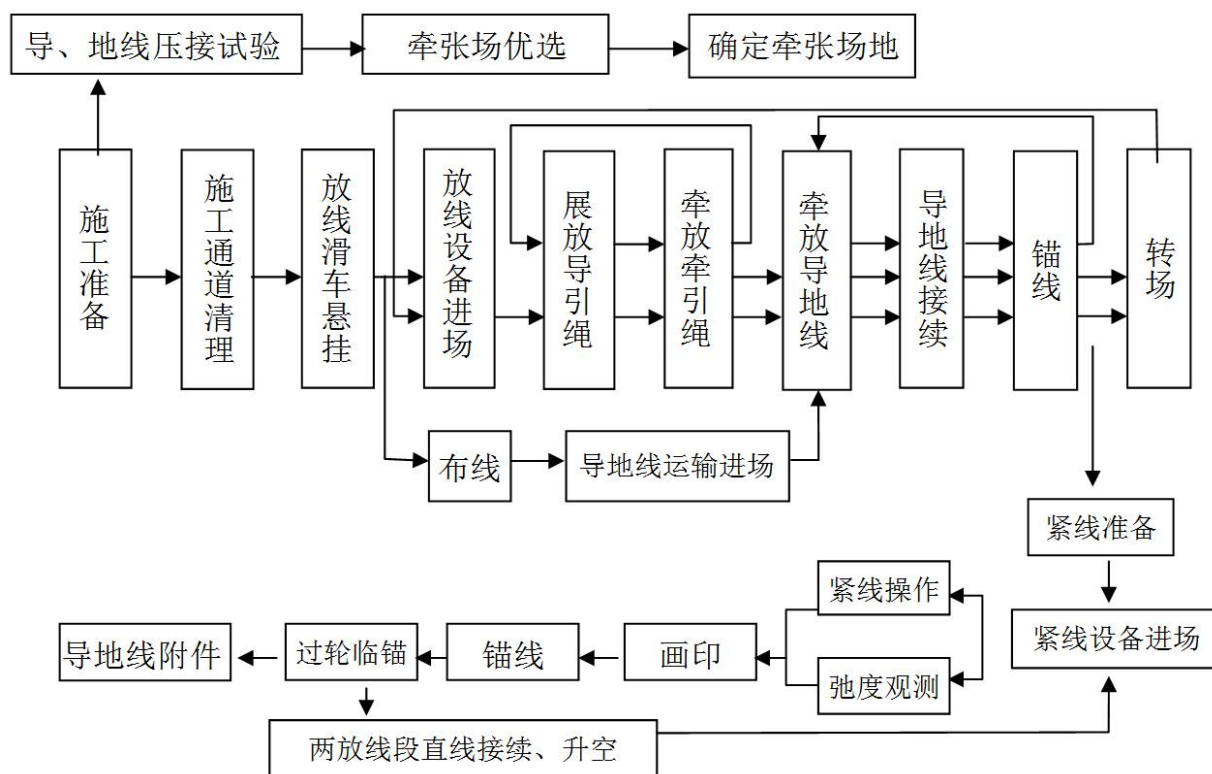 导、地线压接试验
牵张场优选
确定牵张场地
施工准备
施工通道清理
放线滑车悬挂
放线设备进场
展放导引绳
牵放牵引绳
牵放导地线
导地线接续
锚线
转场
布线
导地线运输进场
紧线准备
紧线操作
紧线设备进场
导地线附件
过轮临锚
锚线
画印
弛度观测
两放线段直线接续、升空